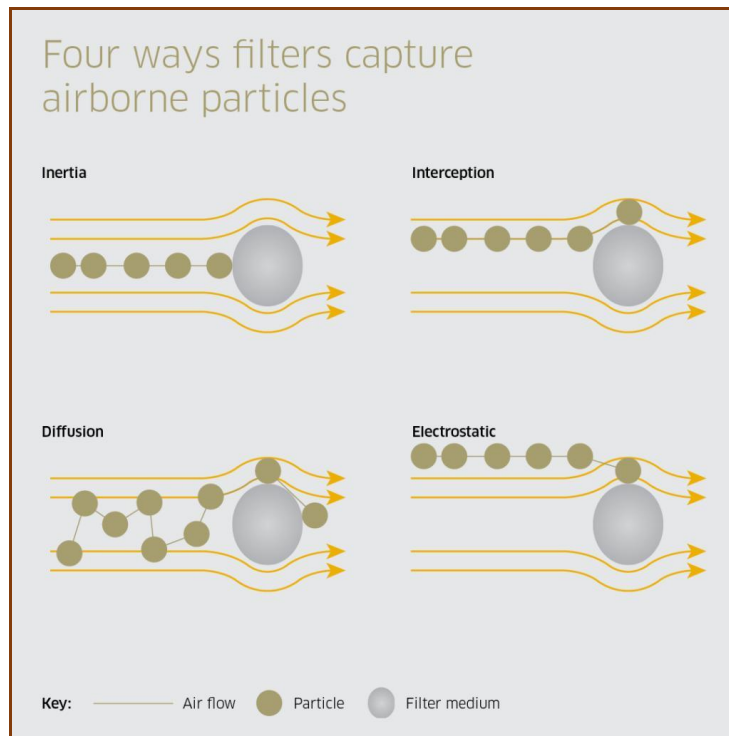 Four ways filters capture
airborne particles
Inertia
Interception
Diffusion
Electrostatic
Key: Air flow Particle Filter medium